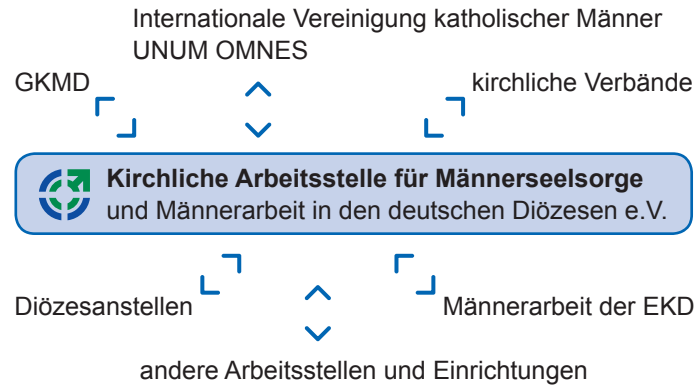 Internationale Vereinigung katholischer Männer
UNUM OMNES
GKMD
kirchliche Verbände
Kirchliche Arbeitsstelle für Männerseelsorge
und Männerarbeit in den deutschen Diözesen e.V.
Diözesanstellen
Männerarbeit der EKD
andere Arbeitsstellen und Einrichtungen